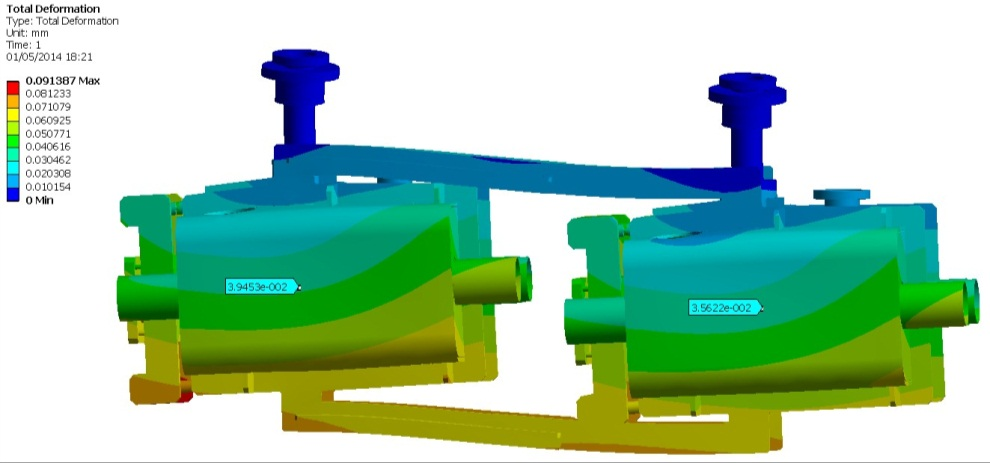 Total Deformation
Type: Total Deformation
Unit: mm
Time: 1
01/05/2014 18:21
0.091387 Max
0.081233
0.071079
0.060925
0.050771
0.040616
0.030462
0.020308
0.010154
0 Min
3.9453e-002
3.5622e-002